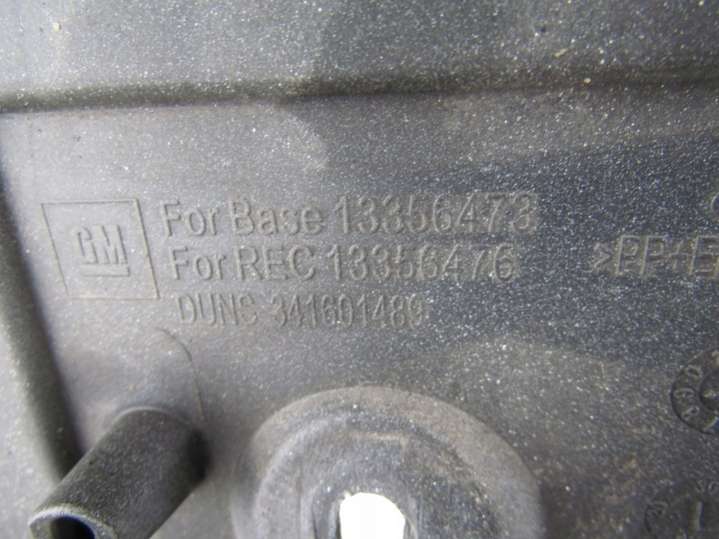 GM
For Base 13356473
For REC 13356476
DUNS 341601489
>PP+E